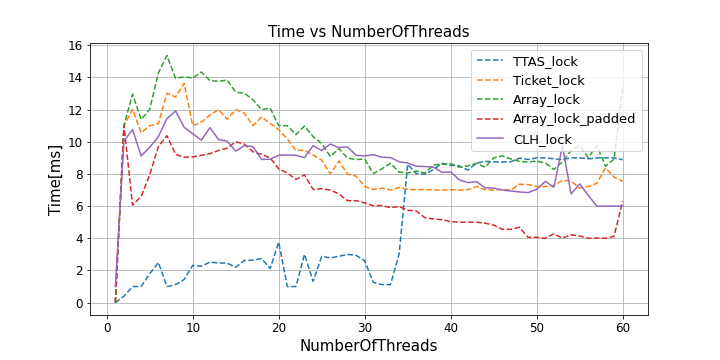 Time vs NumberOfThreads
TTAS_lock
Ticket_lock
Array_lock
Array_lock_padded
CLH_lock
Time[ms]
16
14
12
10
8
6
4
2
0
0 10 20 30 40 50 60
NumberOfThreads